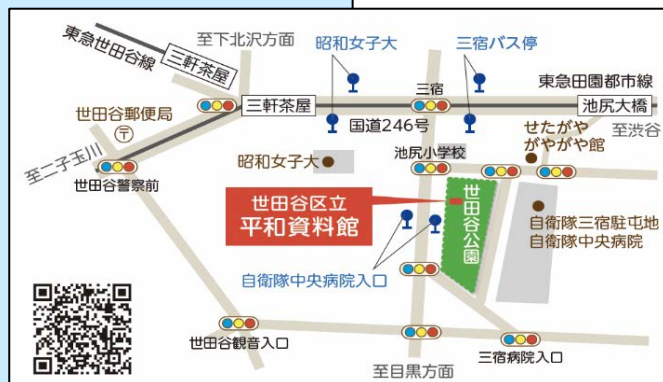 東急世田谷線
三軒茶屋
至下北沢方面
昭和女子大
三宿バス停
三宿
東急田園都市線
世田谷郵便局
三軒茶屋
国道246号
池尻大橋
至渋谷
至二子玉川
世田谷警察前
昭和女子大
池尻小学校
せたがや
がやがや館
世田谷区立
平和資料館
世田谷公園
自衛隊三宿駐屯地
自衛隊中央病院
自衛隊中央病院入口
世田谷観音入口
三宿病院入口
至目黒方面